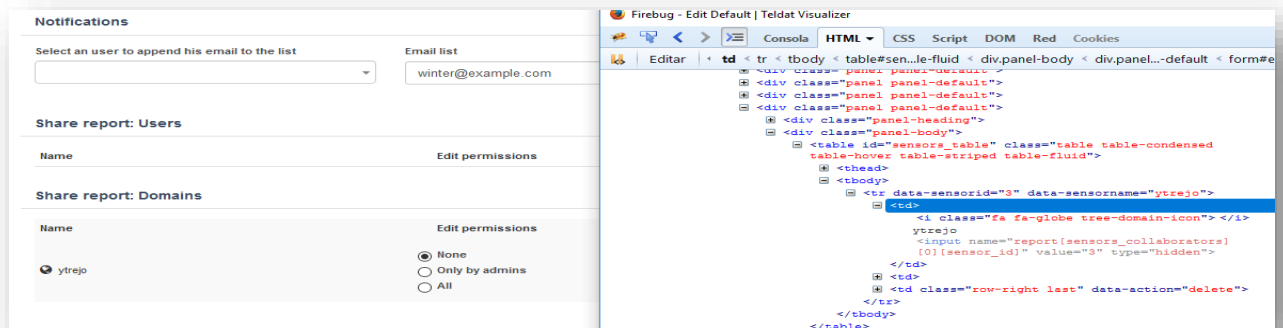 Notifications
Select an user to append his email to the list
Email list
winter@example.com
Share report: Users
Name
Edit permissions
Share report: Domains
Name
Edit permissions
ytrejo
None
Only by admins
All
Firebug - Edit Default | Teldat Visualizer
Consola HTML CSS Script DOM Red Cookies
Editar td < tr < tbody < table#sen...le-fluid < div.panel-body < div.panel...-default < form#e
<div class="panel panel-default">
<div class="panel panel-default">
<div class="panel panel-default">
<div class="panel panel-default">
<div class="panel-heading">
<div class="panel-body">
<table id="sensors_table" class="table table-condensed
table-hover table-striped table-fluid">
<thead>
<tbody>
<tr data-sensorid="3" data-sensorname="ytrejo">
<td>
<i class="fa fa-globe tree-domain-icon"> </i>
ytrejo
<input name="report[sensors_collaborators]
[0][sensor_id]" value="3" type="hidden">
</td>
<td>
<td class="row-right last" data-action="delete">
</tr>
</tbody>
</table>